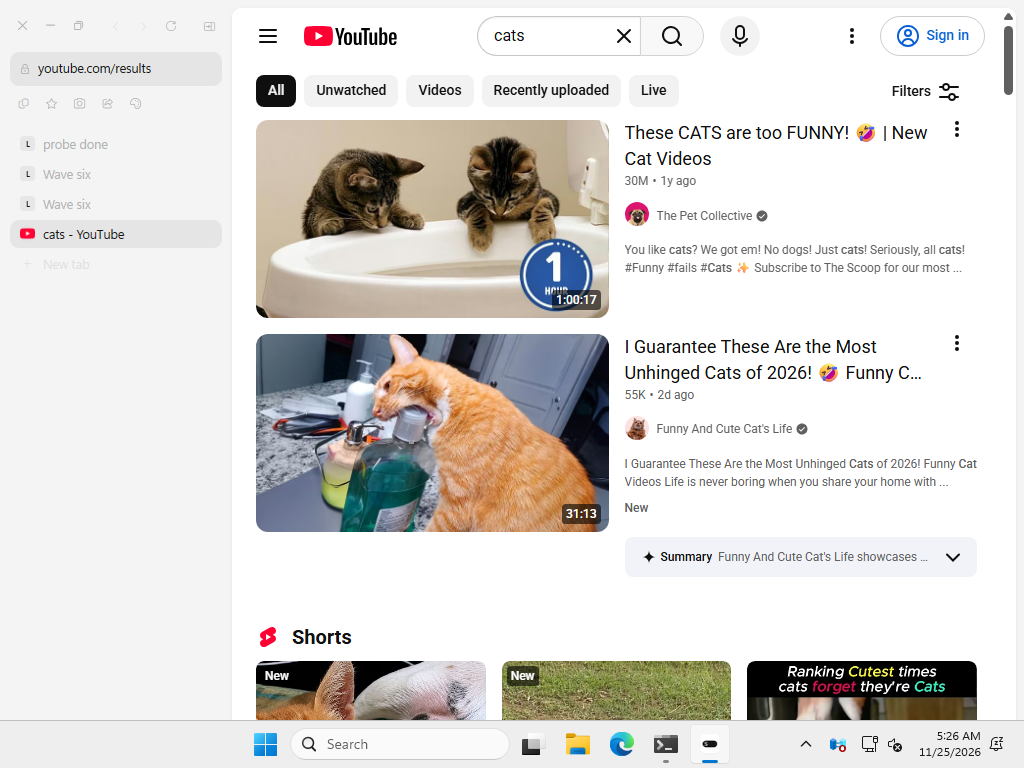 youtube.com/results
probe done
Wave six
Wave six
cats - YouTube
New tab
YouTube
cats
Sign in
All
Unwatched
Videos
Recently uploaded
Live
Filters
1
HOUR
1:00:17
These CATS are too FUNNY! 🤣 | New
Cat Videos
30M • 1y ago
The Pet Collective
You like cats? We got em! No dogs! Just cats! Seriously, all cats!
#Funny #fails #Cats ✨ Subscribe to The Scoop for our most ...
31:13
I Guarantee These Are the Most
Unhinged Cats of 2026! 🤣 Funny C...
55K • 2d ago
Funny And Cute Cat's Life
I Guarantee These Are the Most Unhinged Cats of 2026! Funny Cat
Videos Life is never boring when you share your home with ...
New
Summary Funny And Cute Cat's Life showcases ...
Shorts
New
New
Ranking Cutest times
cats forget they're Cats
Search
5:26 AM
11/25/2026